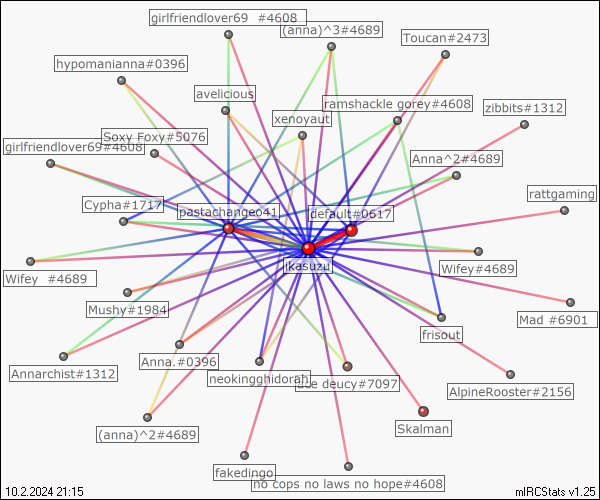 girlfriendlover69 #4608
(anna)^3#4689
Toucan#2473
hypomanianna#0396
avelicious
ramshackle gorey#4608
zibbits#1312
xenoyaut
Soxy Foxy#5076
girlfriendlover69#4608
Anna^2#4689
rattgaming
Cypha#1717
pastachangeo41
default#0617
ikasuzu
Wifey #4689
Wifey#4689
Mushy#1984
Mad #6901
frisout
Anna.#0396
Annarchist#1312
neokingghidorah
deucy#7097
AlpineRooster#2156
(anna)^2#4689
Skalman
fakedingo
no cops no laws no hope#4608
10.2.2024 21:15
mIRCStats v1.25